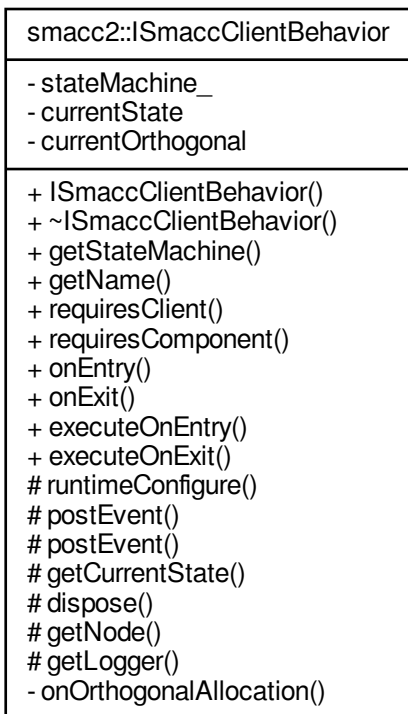 smacc2::ISmaccClientBehavior
- stateMachine_
- currentState
- currentOrthogonal
+ ISmaccClientBehavior()
+ ~ISmaccClientBehavior()
+ getStateMachine()
+ getName()
+ requiresClient()
+ requiresComponent()
+ onEntry()
+ onExit()
+ executeOnEntry()
+ executeOnExit()
# runtimeConfigure()
# postEvent()
# postEvent()
# getCurrentState()
# dispose()
# getNode()
# getLogger()
- onOrthogonalAllocation()